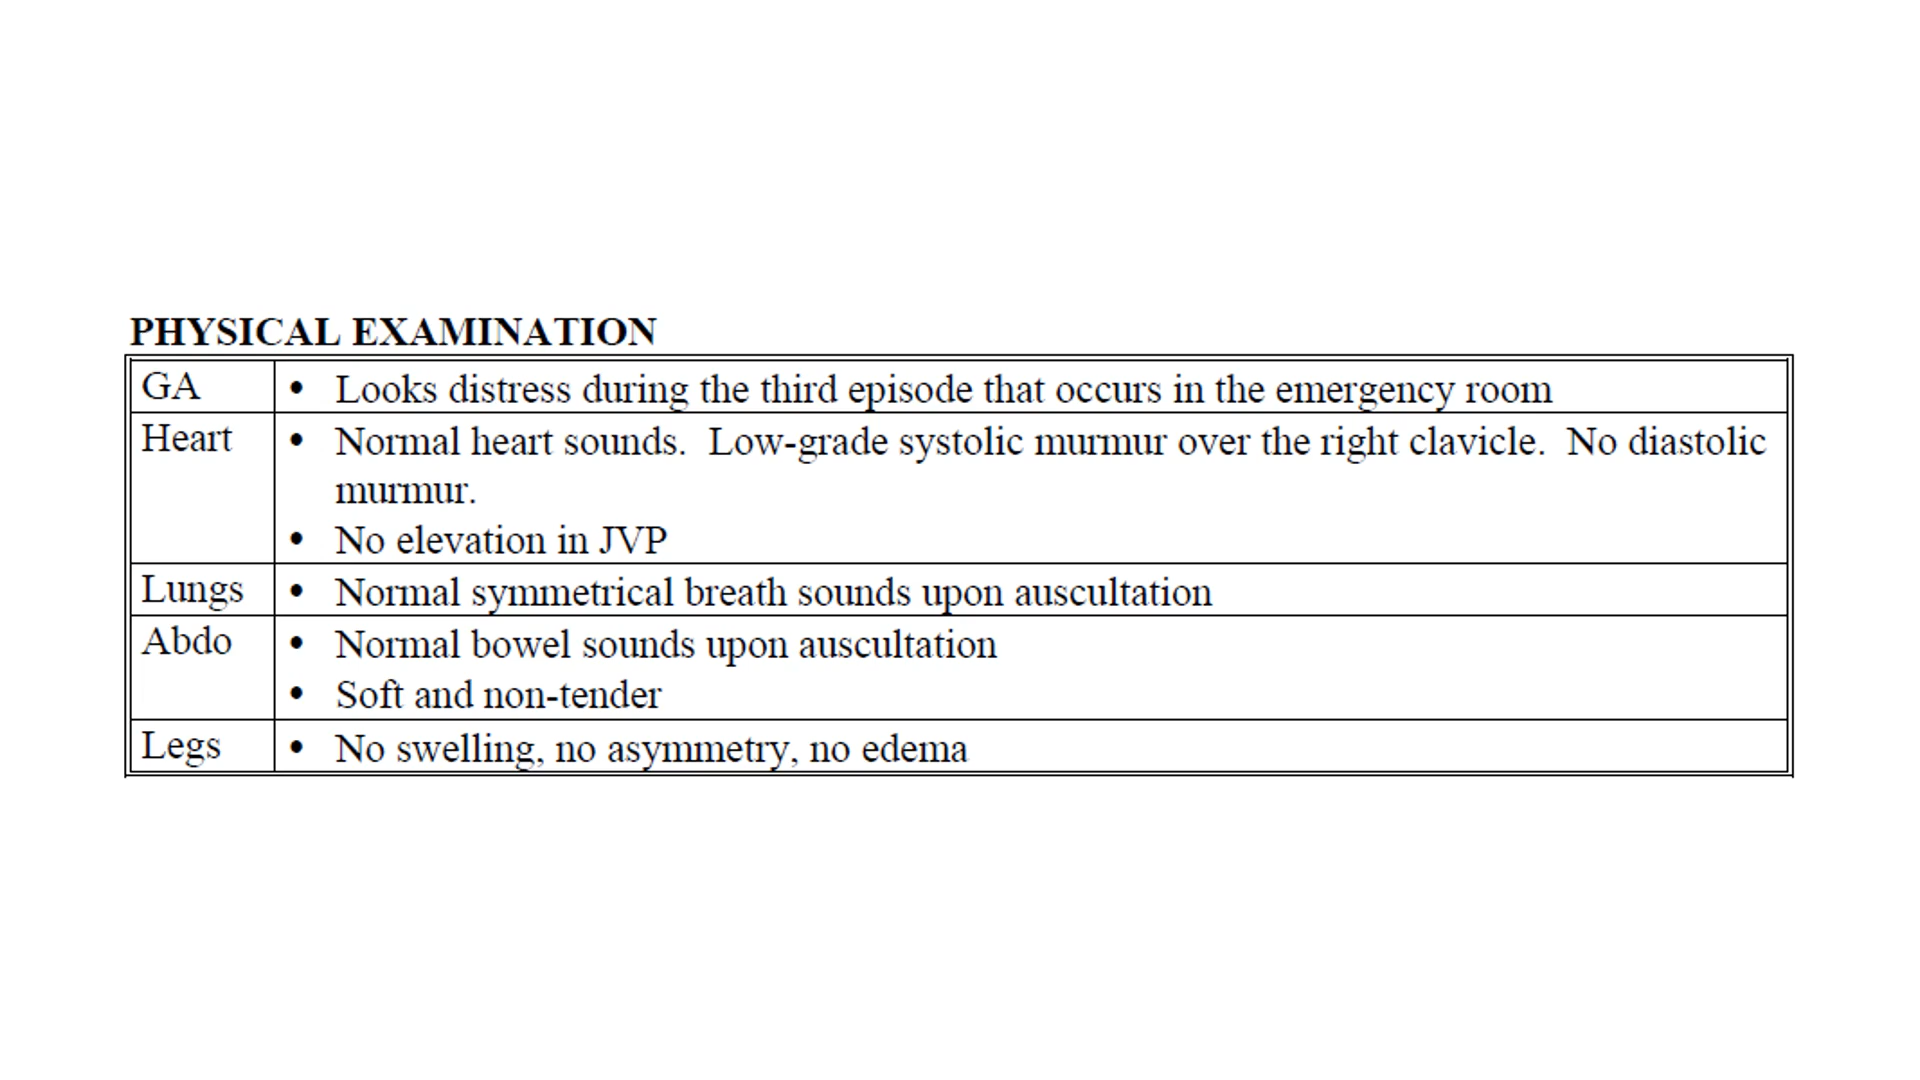 PHYSICAL EXAMINATION
GA
• Looks distress during the third episode that occurs in the emergency room
Heart
• Normal heart sounds.  Low-grade systolic murmur over the right clavicle.  No diastolic
murmur.
• No elevation in JVP
Lungs
• Normal symmetrical breath sounds upon auscultation
Abdo
• Normal bowel sounds upon auscultation
• Soft and non-tender
Legs
• No swelling, no asymmetry, no edema